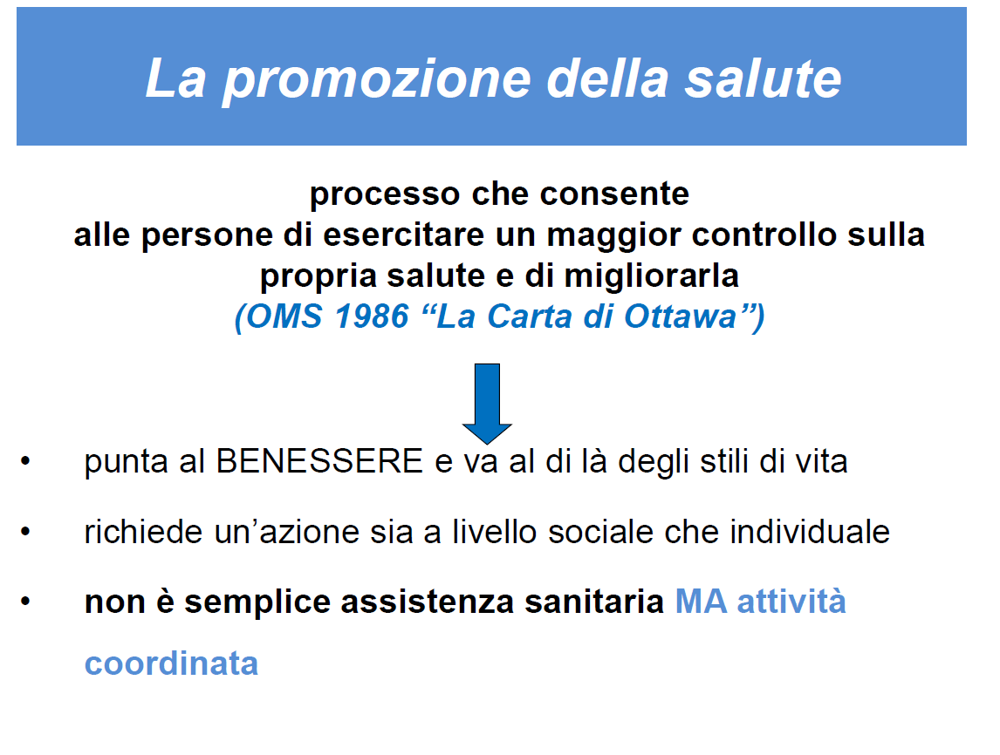 La promozione della salute
processo che consente
alle persone di esercitare un maggior controllo sulla
propria salute e di migliorarla
(OMS 1986 “La Carta di Ottawa”)
• punta al BENESSERE e va al di là degli stili di vita
• richiede un’azione sia a livello sociale che individuale
• non è semplice assistenza sanitaria MA attività
coordinata